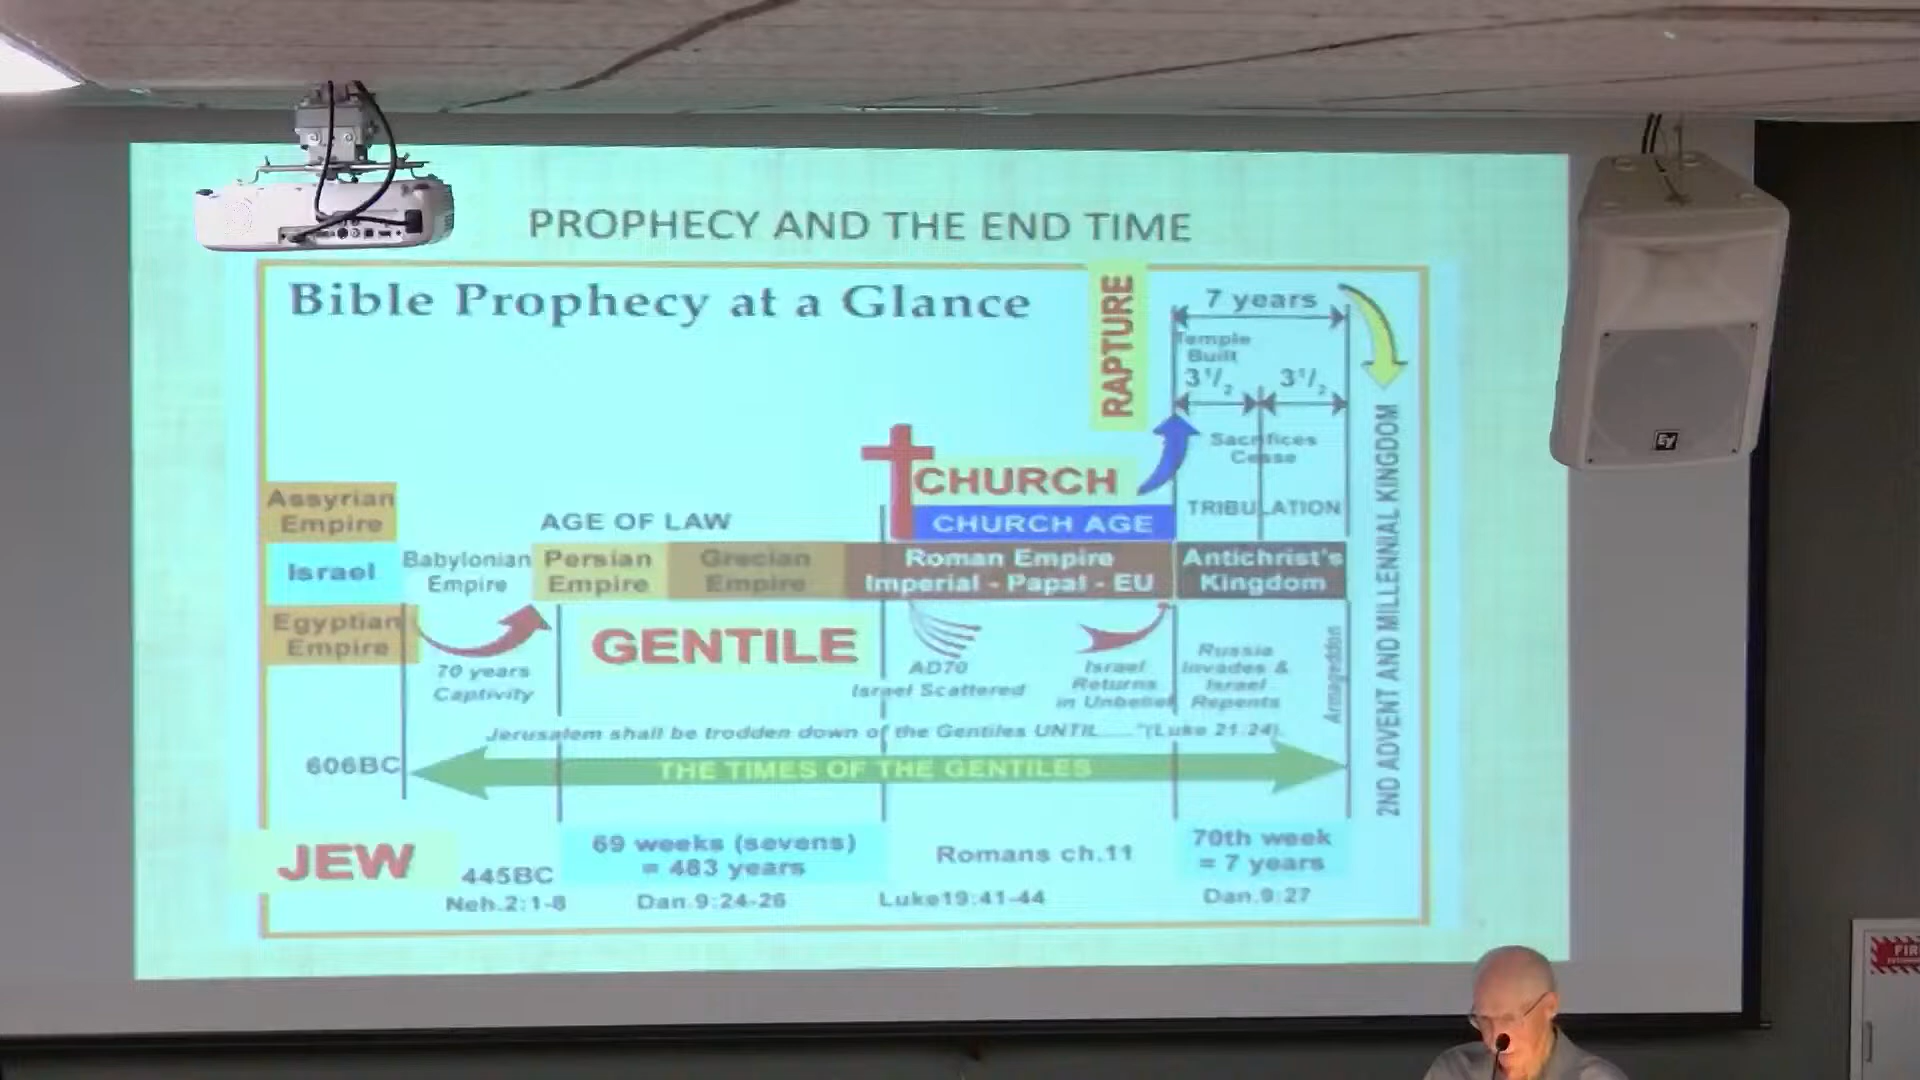 PROPHECY AND THE END TIME
Bible Prophecy at a Glance
RAPTURE
7 years
Temple
Built
3½ 3½
Sacrifices
Cease
TRIBULATION
CHURCH
CHURCH AGE
AGE OF LAW
Assyrian
Empire
Israel
Egyptian
Empire
Babylonian
Empire
Persian
Empire
Grecian
Empire
Roman Empire
Imperial - Papal - EU
Antichrist's
Kingdom
2ND ADVENT AND MILLENNIAL KINGDOM
70 years
Captivity
GENTILE
AD70
Israel Scattered
Israel
Returns
in Unbelief
Russia
Invades &
Israel
Repents
Armageddon
Jerusalem shall be trodden down of the Gentiles UNTIL....."(Luke 21.24).
606BC
THE TIMES OF THE GENTILES
JEW
445BC
Neh.2:1-8
69 weeks (sevens)
= 483 years
Dan.9:24-26
Romans ch.11
Luke19:41-44
70th week
= 7 years
Dan.9:27
EV
FIR